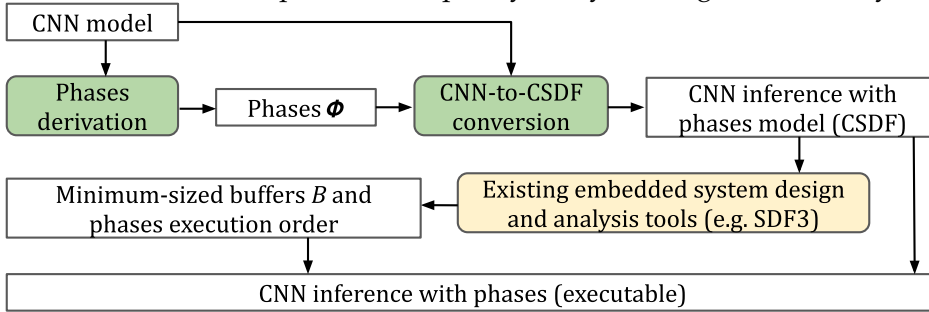 CNN model
Phases
derivation
Phases Φ
CNN-to-CSDF
conversion
CNN inference with
phases model (CSDF)
Existing embedded system design
and analysis tools (e.g. SDF3)
Minimum-sized buffers B and
phases execution order
CNN inference with phases (executable)